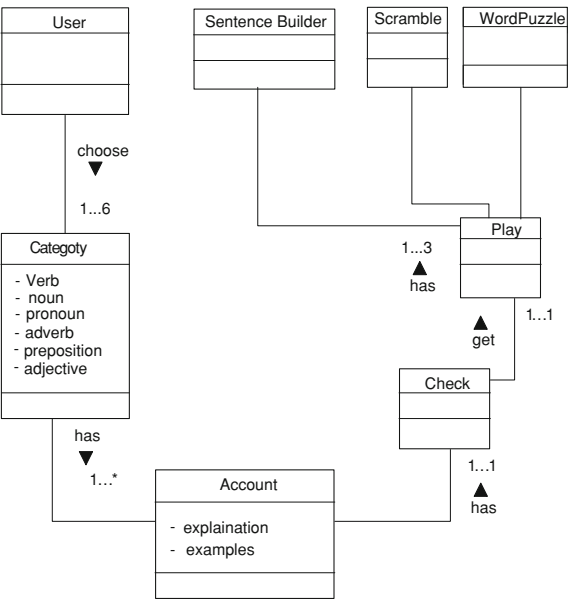 User
Sentence Builder
Scramble
WordPuzzle
choose
1...6
Categoty
- Verb
- noun
- pronoun
- adverb
- preposition
- adjective
Play
1...3
has
1...1
get
Check
has
1...*
1...1
has
Account
- explaination
- examples